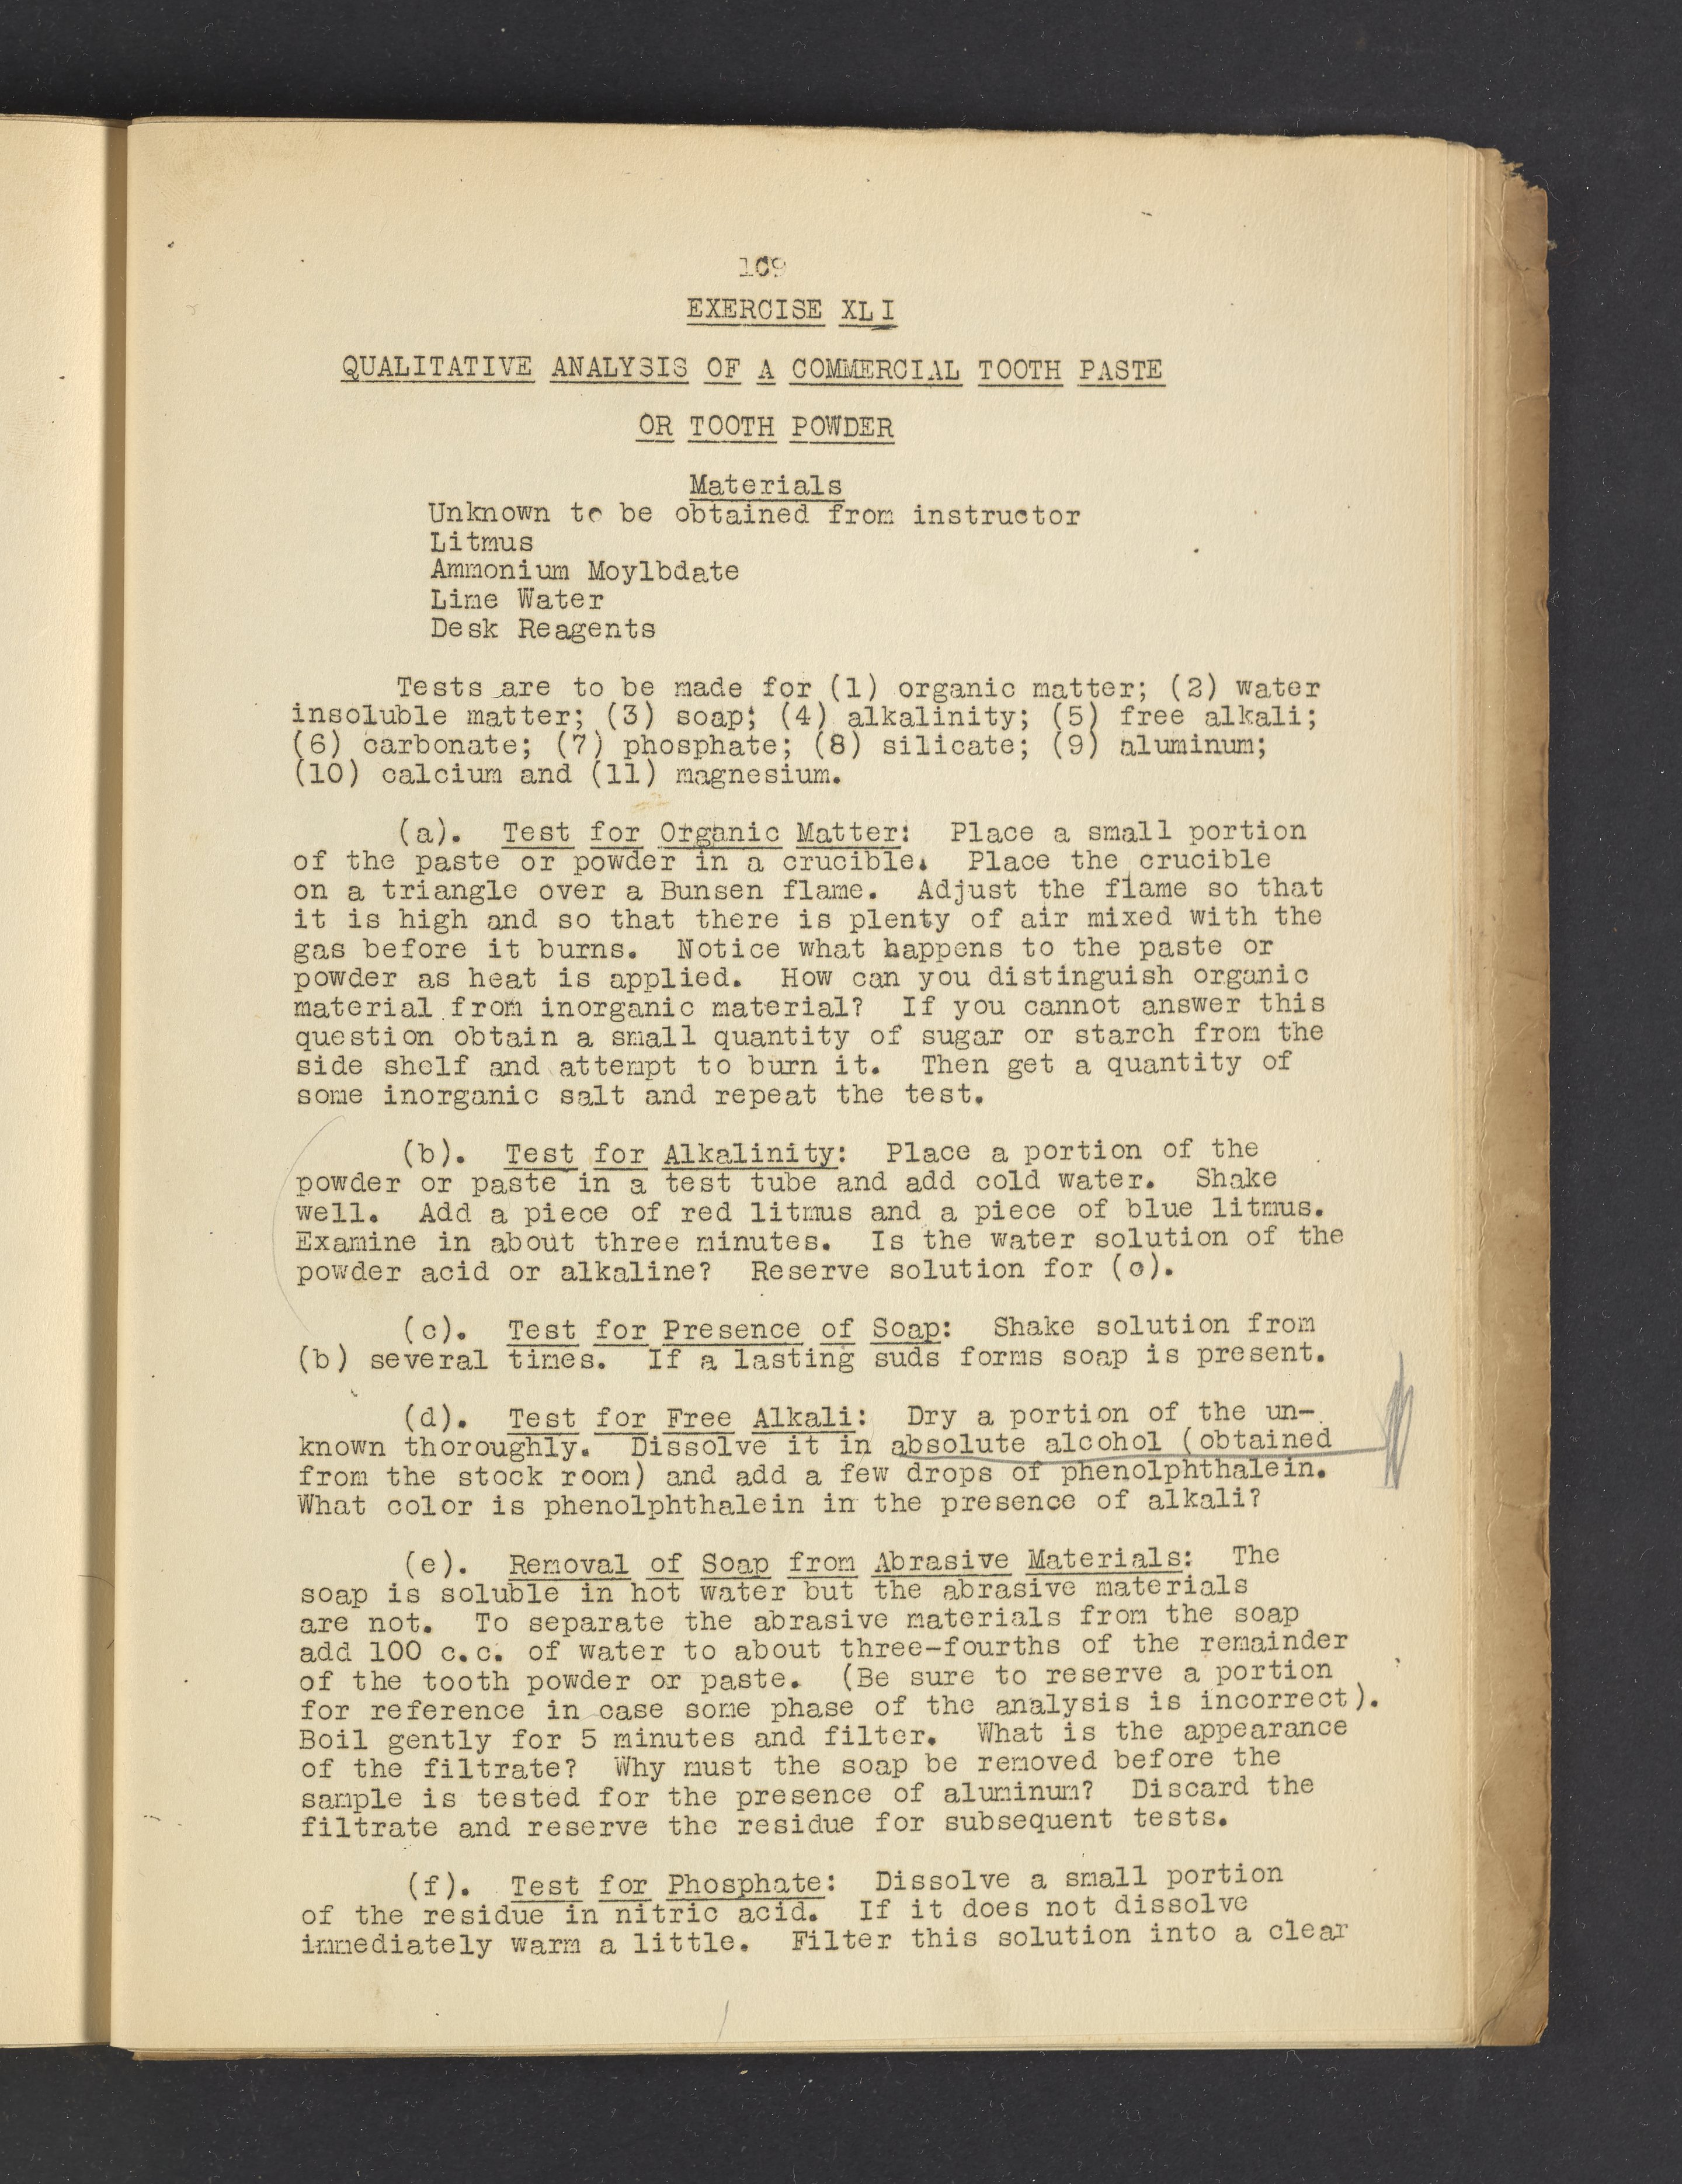 109
EXERCISE XLI
QUALITATIVE ANALYSIS OF A COMMERCIAL TOOTH PASTE
OR TOOTH POWDER
Materials
Unknown to be obtained from instructor
Litmus
Ammonium Moylbdate
Lime Water
Desk Reagents
Tests are to be made for (1) organic matter; (2) water
insoluble matter; (3) soap; (4) alkalinity; (5) free alkali;
(6) carbonate; (7) phosphate; (8) silicate; (9) aluminum;
(10) calcium and (11) magnesium.
(a). Test for Organic Matter: Place a small portion
of the paste or powder in a crucible. Place the crucible
on a triangle over a Bunsen flame. Adjust the flame so that
it is high and so that there is plenty of air mixed with the
gas before it burns. Notice what happens to the paste or
powder as heat is applied. How can you distinguish organic
material from inorganic material? If you cannot answer this
question obtain a small quantity of sugar or starch from the
side shelf and attempt to burn it. Then get a quantity of
some inorganic salt and repeat the test.
(b). Test for Alkalinity: Place a portion of the
powder or paste in a test tube and add cold water. Shake
well. Add a piece of red litmus and a piece of blue litmus.
Examine in about three minutes. Is the water solution of the
powder acid or alkaline? Reserve solution for (c).
(c). Test for Presence of Soap: Shake solution from
(b) several times. If a lasting suds forms soap is present.
(d). Test for Free Alkali: Dry a portion of the un-
known thoroughly. Dissolve it in absolute alcohol (obtained
from the stock room) and add a few drops of phenolphthalein.
What color is phenolphthalein in the presence of alkali?
(e). Removal of Soap from Abrasive Materials: The
soap is soluble in hot water but the abrasive materials
are not. To separate the abrasive materials from the soap
add 100 c.c. of water to about three-fourths of the remainder
of the tooth powder or paste. (Be sure to reserve a portion
for reference in case some phase of the analysis is incorrect).
Boil gently for 5 minutes and filter. What is the appearance
of the filtrate? Why must the soap be removed before the
sample is tested for the presence of aluminum? Discard the
filtrate and reserve the residue for subsequent tests.
(f). Test for Phosphate: Dissolve a small portion
of the residue in nitric acid. If it does not dissolve
immediately warm a little. Filter this solution into a clear